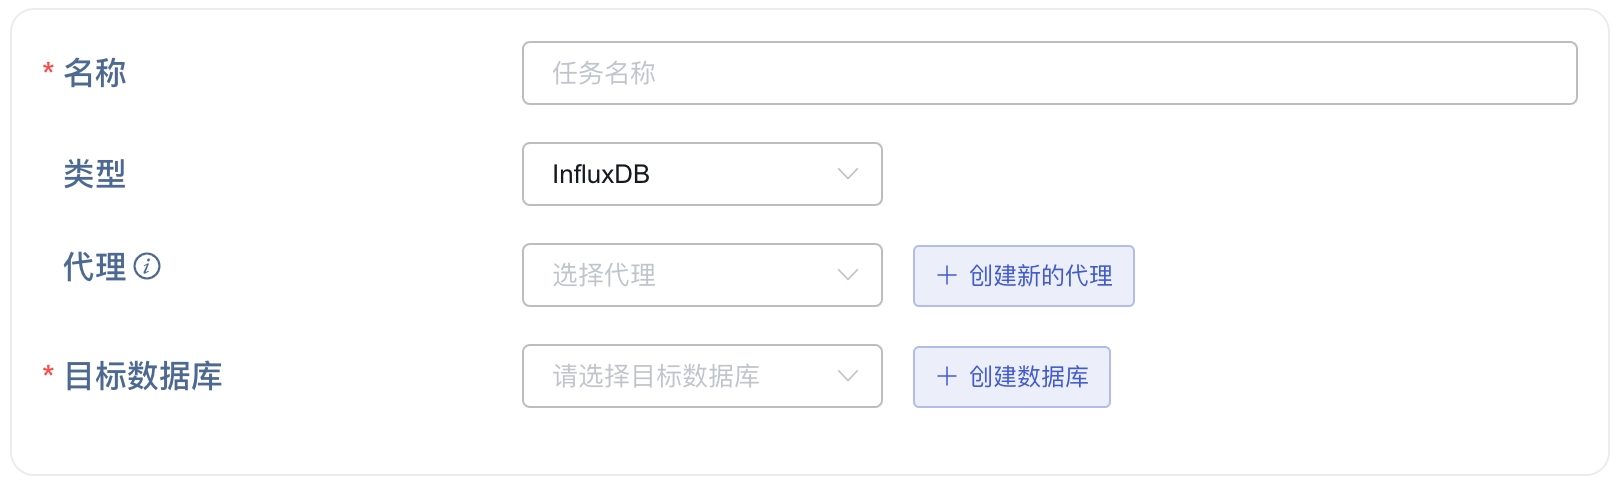 * 名称
任务名称
类型
InfluxDB
代理
选择代理
+ 创建新的代理
* 目标数据库
请选择目标数据库
+ 创建数据库